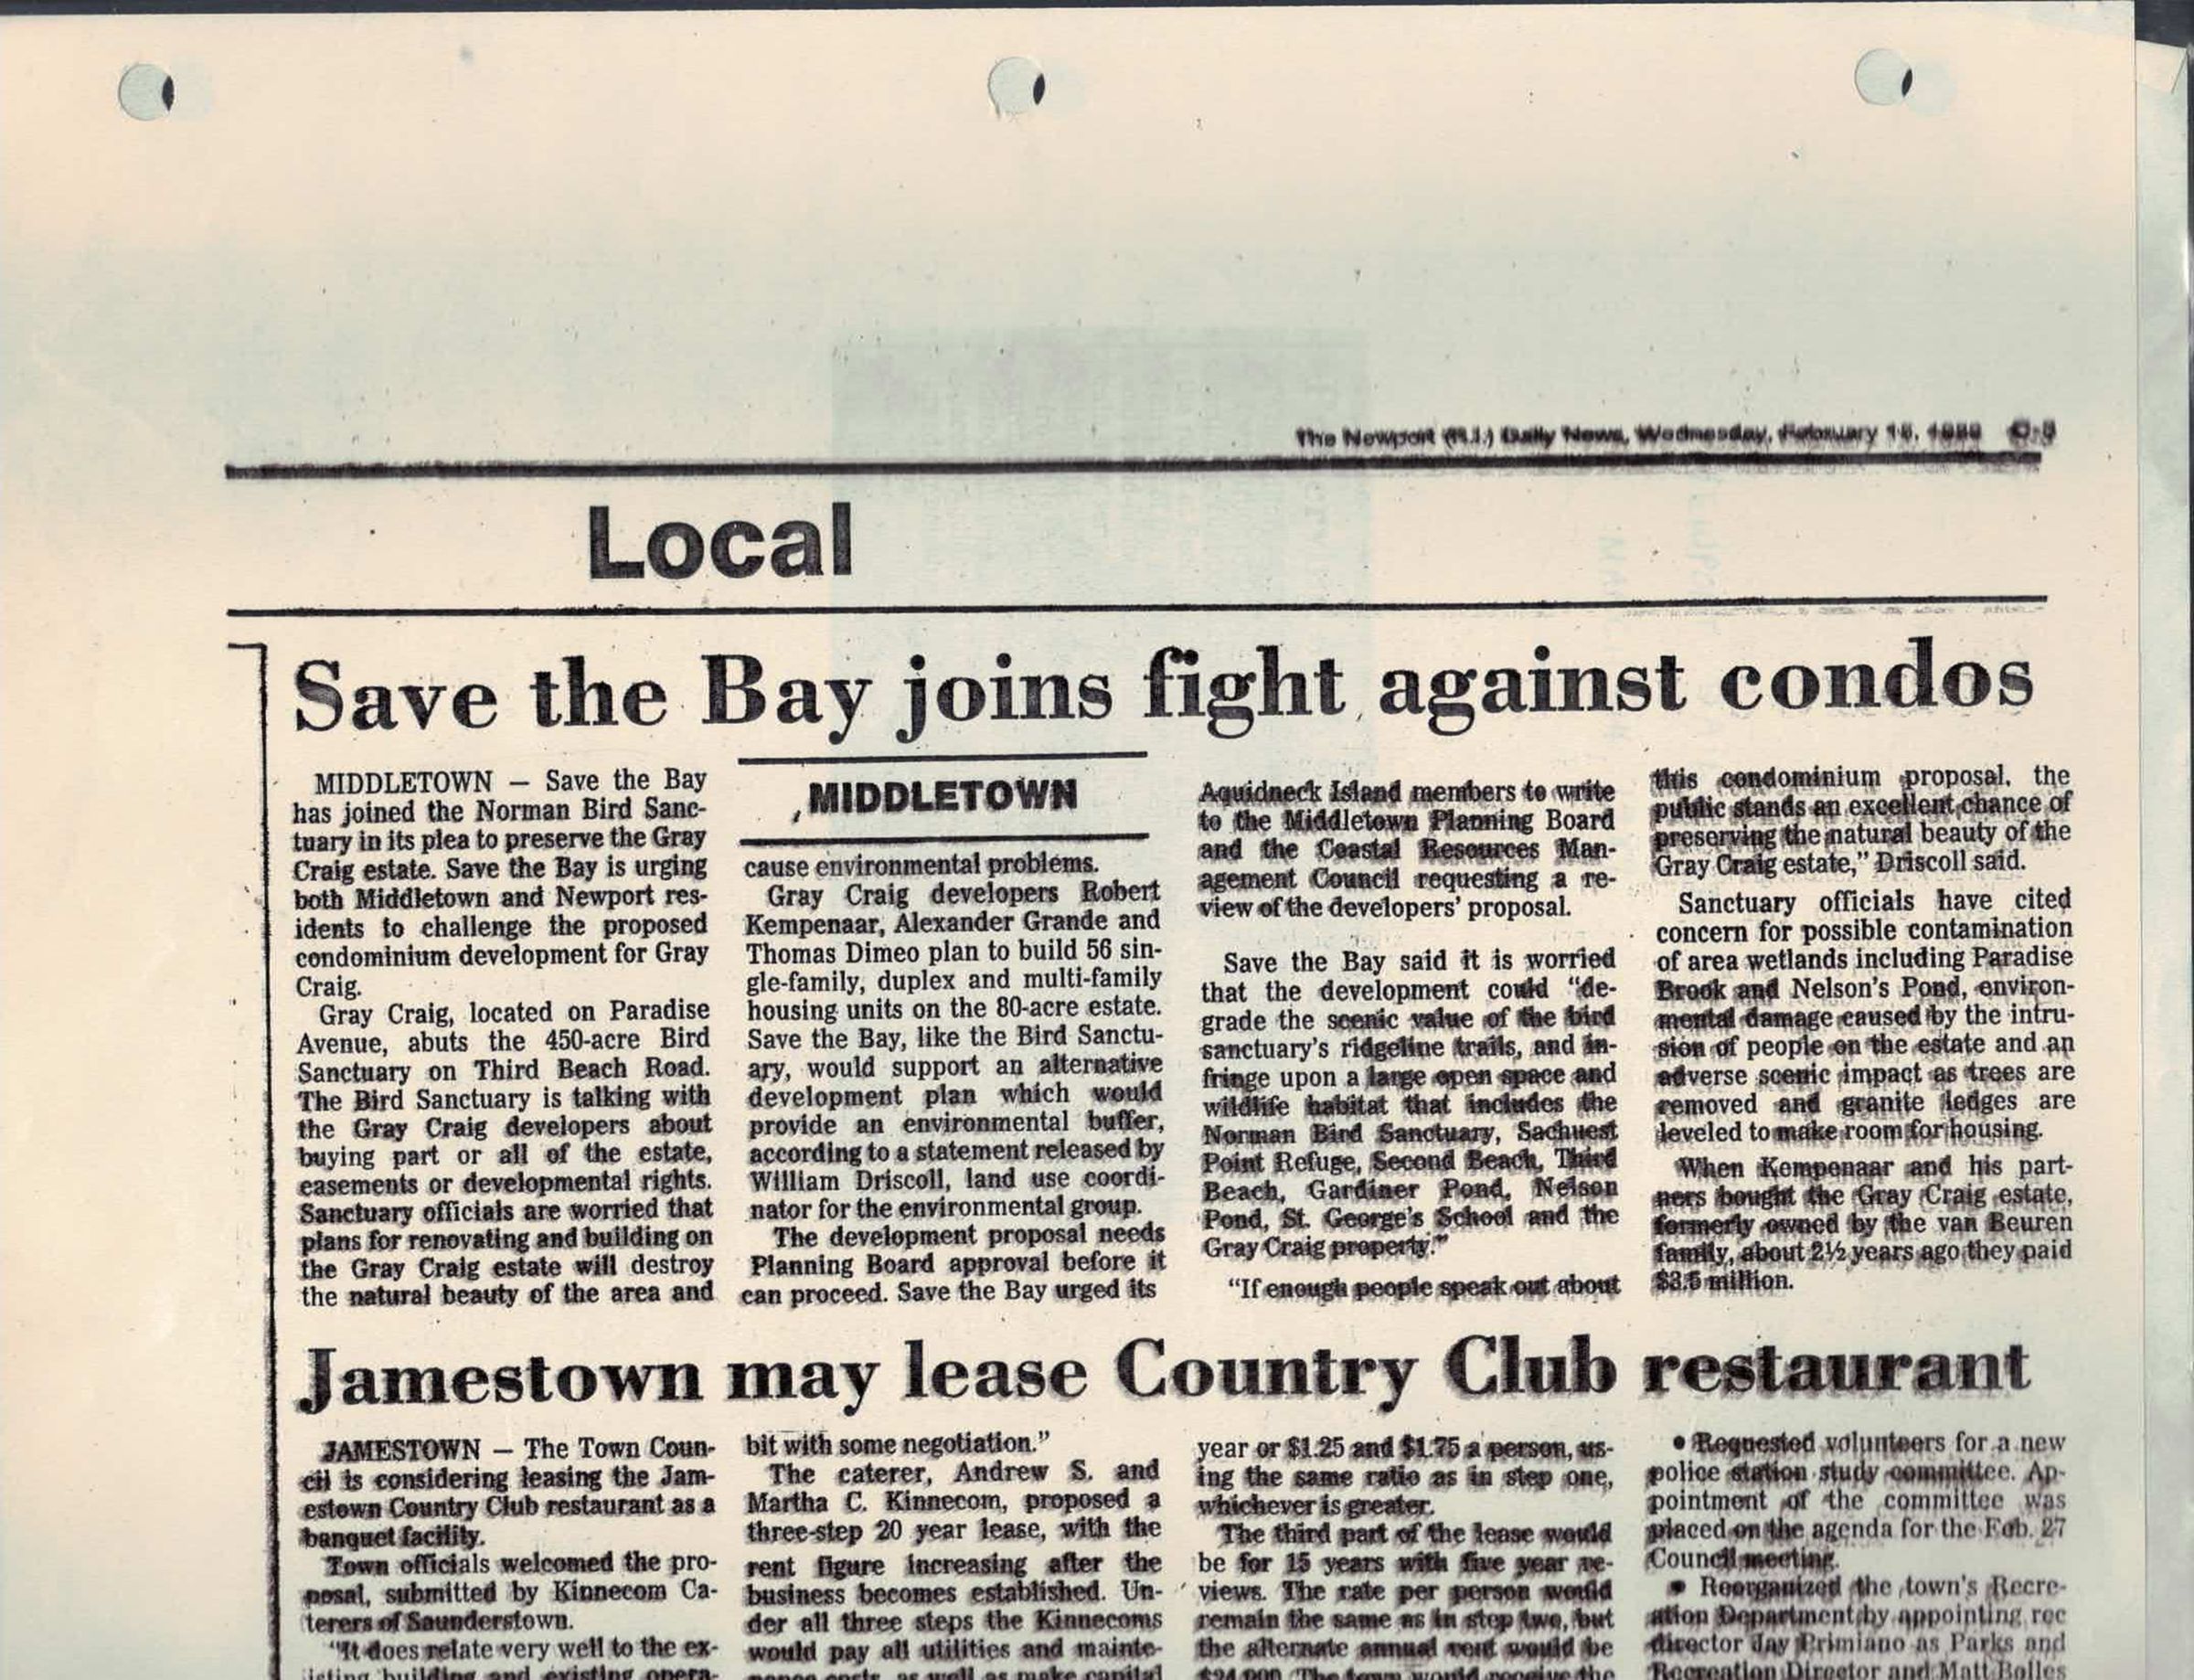 The Newport (R.I.) Daily News, Wednesday, February
Local
Save the Bay joins fight against condos
MIDDLETOWN — Save the Bay
has joined the Norman Bird Sanc-
tuary in its plea to preserve the Gray
Craig estate. Save the Bay is urging
both Middletown and Newport res-
idents to challenge the proposed
condominium development for Gray
Craig.
Gray Craig, located on Paradise
Avenue, abuts the 450-acre Bird
Sanctuary on Third Beach Road.
The Bird Sanctuary is talking with
the Gray Craig developers about
buying part or all of the estate,
easements or developmental rights.
Sanctuary officials are worried that
plans for renovating and building on
the Gray Craig estate will destroy
the natural beauty of the area and
MIDDLETOWN
cause environmental problems.
Gray Craig developers Robert
Kempenaar, Alexander Grande and
Thomas Dimeo plan to build 56 sin-
gle-family, duplex and multi-family
housing units on the 80-acre estate.
Save the Bay, like the Bird Sanctu-
ary, would support an alternative
development plan which would
provide an environmental buffer,
according to a statement released by
William Driscoll, land use coordi-
nator for the environmental group.
The development proposal needs
Planning Board approval before it
can proceed. Save the Bay urged its
Aquidneck Island members to write
to the Middletown Planning Board
and the Coastal Resources Man-
agement Council requesting a re-
view of the developers' proposal.
Save the Bay said it is worried
that the development could "de-
grade the scenic value of the bird
sanctuary's ridgeline trails, and in-
fringe upon a large open space and
wildlife habitat that includes the
Norman Bird Sanctuary, Sachuest
Point Refuge, Second Beach, Third
Beach, Gardiner Pond, Nelson
Pond, St. George's School and the
Gray Craig property."
"If enough people speak out about
this condominium proposal, the
public stands an excellent chance of
preserving the natural beauty of the
Gray Craig estate," Driscoll said.
Sanctuary officials have cited
concern for possible contamination
of area wetlands including Paradise
Brook and Nelson's Pond, environ-
mental damage caused by the intru-
sion of people on the estate and an
adverse scenic impact as trees are
removed and granite ledges are
leveled to make room for housing.
When Kempenaar and his part-
ners bought the Gray Craig estate,
formerly owned by the van Beuren
family, about 2½ years ago they paid
$3.5 million.
Jamestown may lease Country Club restaurant
JAMESTOWN — The Town Coun-
cil is considering leasing the Jam-
estown Country Club restaurant as a
banquet facility.
Town officials welcomed the pro-
posal, submitted by Kinnecom Ca-
terers of Saunderstown.
"It does relate very well to the ex-
isting building and existing opera-
bit with some negotiation."
The caterer, Andrew S. and
Martha C. Kinnecom, proposed a
three-step 20 year lease, with the
rent figure increasing after the
business becomes established. Un-
der all three steps the Kinnecoms
would pay all utilities and mainte-
nance costs, as well as make capital
year or $1.25 and $1.75 a person, us-
ing the same ratio as in step one,
whichever is greater.
The third part of the lease would
be for 15 years with five year re-
views. The rate per person would
remain the same as in step two, but
the alternate annual rent would be
$24,000. The town would receive the
• Requested volunteers for a new
police station study committee. Ap-
pointment of the committee was
placed on the agenda for the Feb. 27
Council meeting.
• Reorganized the town's Recre-
ation Department by appointing rec
director Jay Primiano as Parks and
Recreation Director and Matt Bolles